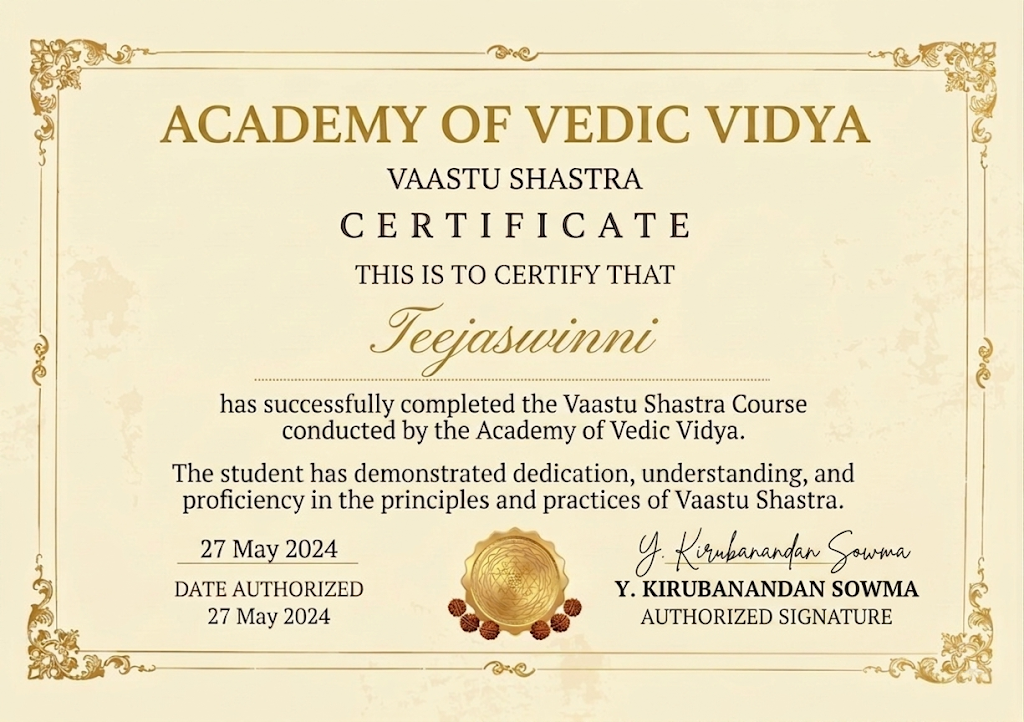 ACADEMY OF VEDIC VIDYA
VAASTU SHASTRA
CERTIFICATE
THIS IS TO CERTIFY THAT
Teejaswinni
has successfully completed the Vaastu Shastra Course
conducted by the Academy of Vedic Vidya.
The student has demonstrated dedication, understanding, and
proficiency in the principles and practices of Vaastu Shastra.
27 May 2024
DATE AUTHORIZED
27 May 2024
Y. Kirubanandan Sowma
Y. KIRUBANANDAN SOWMA
AUTHORIZED SIGNATURE